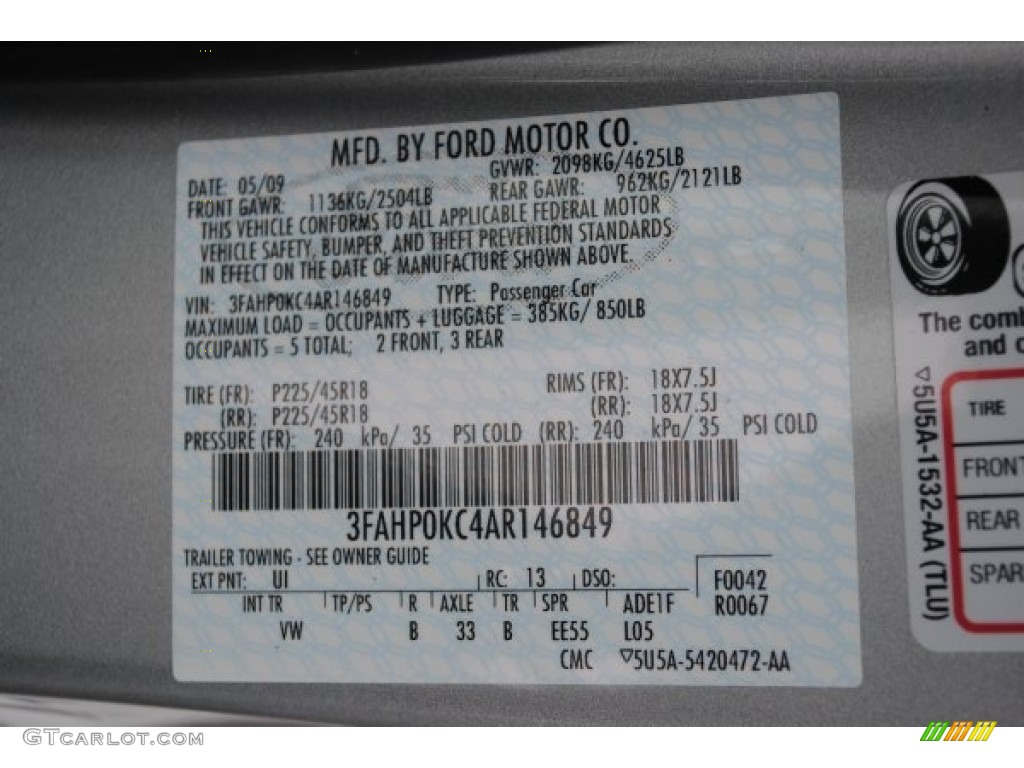 MFD. BY FORD MOTOR CO.
DATE: 05/09 GVWR: 2098KG/4625LB
FRONT GAWR: 1136KG/2504LB REAR GAWR: 962KG/2121LB
THIS VEHICLE CONFORMS TO ALL APPLICABLE FEDERAL MOTOR
VEHICLE SAFETY, BUMPER, AND THEFT PREVENTION STANDARDS
IN EFFECT ON THE DATE OF MANUFACTURE SHOWN ABOVE.
VIN: 3FAHP0KC4AR146849 TYPE: Passenger Car
MAXIMUM LOAD = OCCUPANTS + LUGGAGE = 385KG/ 850LB
OCCUPANTS = 5 TOTAL; 2 FRONT, 3 REAR
TIRE (FR): P225/45R18 RIMS (FR): 18X7.5J
(RR): P225/45R18 (RR): 18X7.5J
PRESSURE (FR): 240 kPa/ 35 PSI COLD (RR): 240 kPa/ 35 PSI COLD
3FAHP0KC4AR146849
TRAILER TOWING - SEE OWNER GUIDE
EXT PNT: UI RC: 13 DSO: F0042
INT TR TP/PS R AXLE TR SPR ADE1F R0067
VW B 33 B EE55 L05
CMC ▽5U5A-5420472-AA
The comb
and
▽5U5A-1532-AA (TLU)
TIRE
FRONT
REAR
SPAR
GTCARLOT.COM